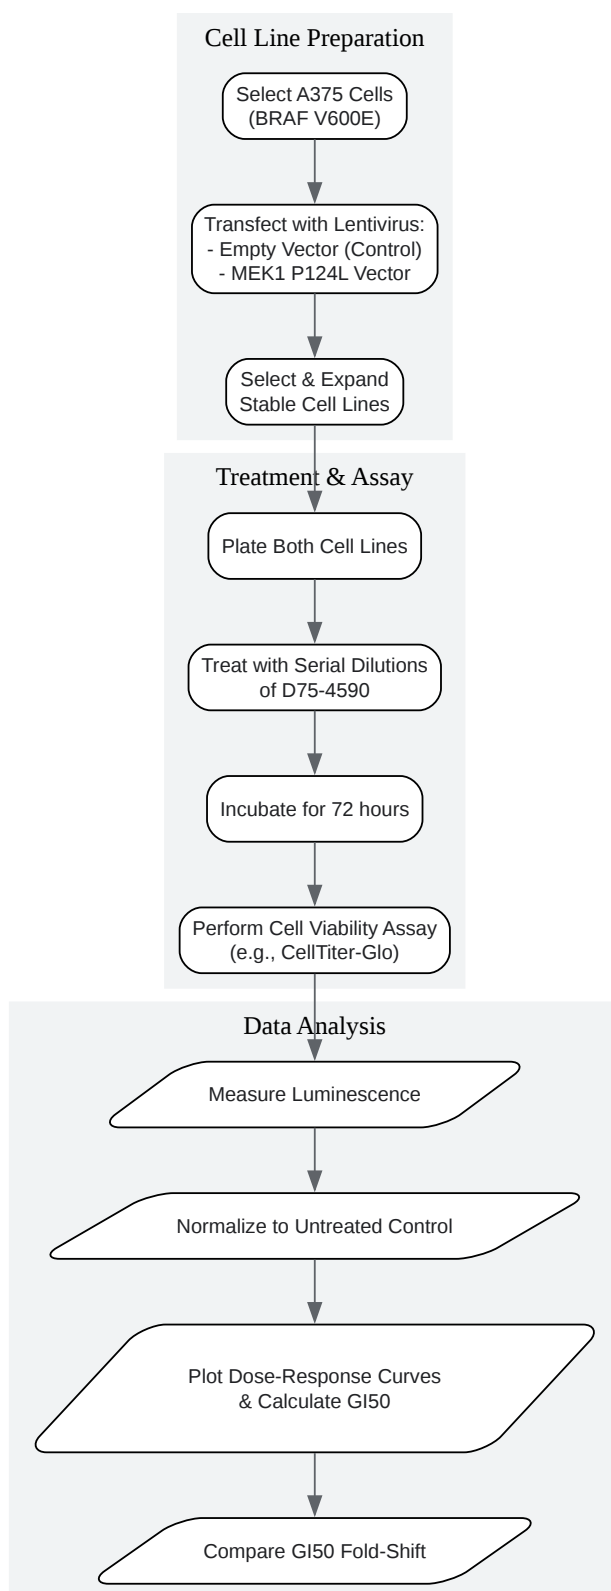 Cell Line Preparation
Select A375 Cells
(BRAF V600E)
Transfect with Lentivirus:
- Empty Vector (Control)
- MEK1 P124L Vector
Select & Expand
Stable Cell Lines
Treatment & Assay
Plate Both Cell Lines
Treat with Serial Dilutions
of D75-4590
Incubate for 72 hours
Perform Cell Viability Assay
(e.g., CellTiter-Glo)
Data Analysis
Measure Luminescence
Normalize to Untreated Control
Plot Dose-Response Curves
& Calculate GI50
Compare GI50 Fold-Shift